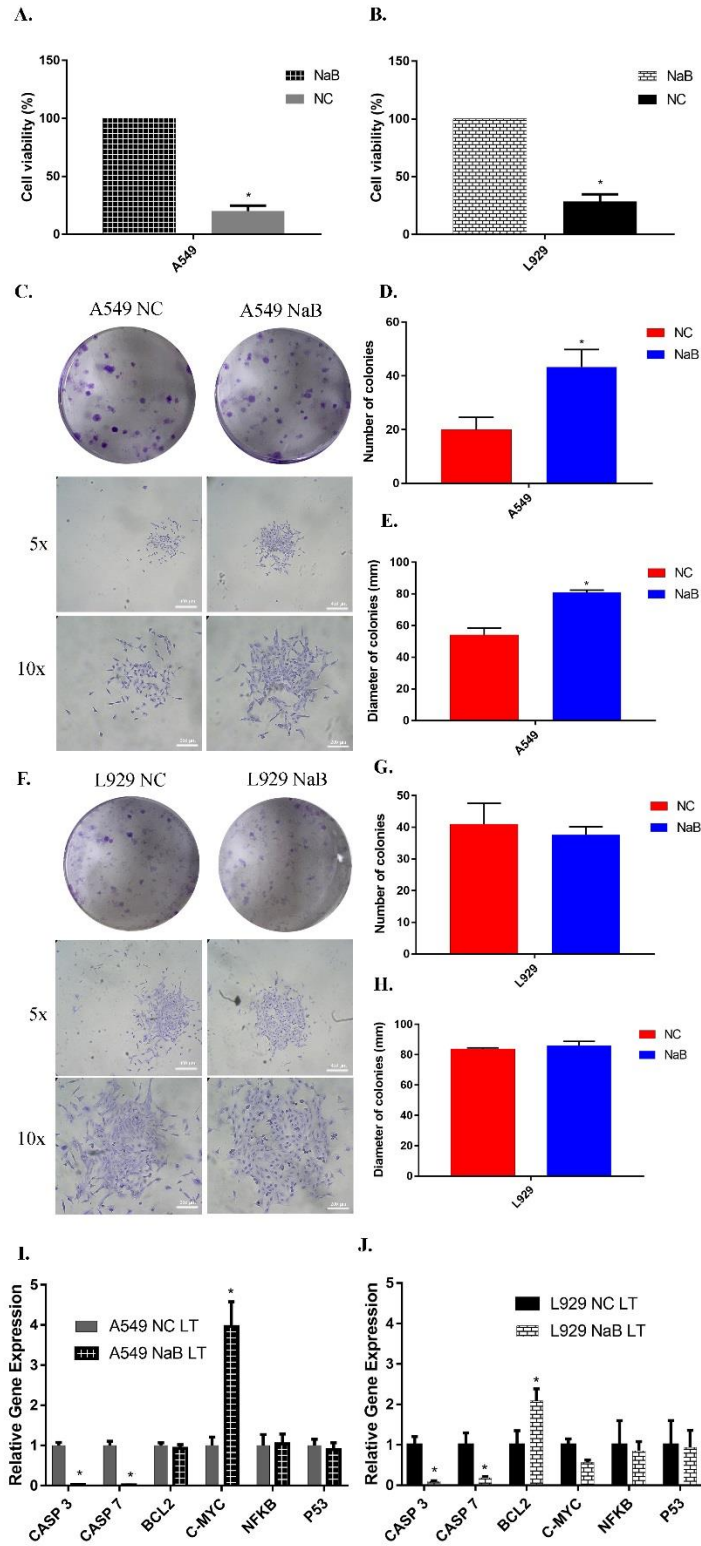 A.
B.
150
100
50
0
Cell viability (%)
NaB
NC
*
A549
150
100
50
0
Cell viability (%)
NaB
NC
*
L929
C.
A549 NC
A549 NaB
5x
10x
D.
60
40
20
0
Number of colonies
NC
NaB
*
A549
E.
100
80
60
40
20
0
Diameter of colonies (mm)
NC
NaB
*
A549
F.
L929 NC
L929 NaB
5x
10x
G.
50
40
30
20
10
0
Number of colonies
NC
NaB
L929
H.
100
80
60
40
20
0
Diameter of colonies (mm)
NC
NaB
L929
I.
5
4
3
2
1
0
Relative Gene Expression
A549 NC LT
A549 NaB LT
*
*
*
CASP 3
CASP 7
BCL2
C-MYC
NFKB
P53
J.
5
4
3
2
1
0
Relative Gene Expression
L929 NC LT
L929 NaB LT
*
*
*
CASP 3
CASP 7
BCL2
C-MYC
NFKB
P53